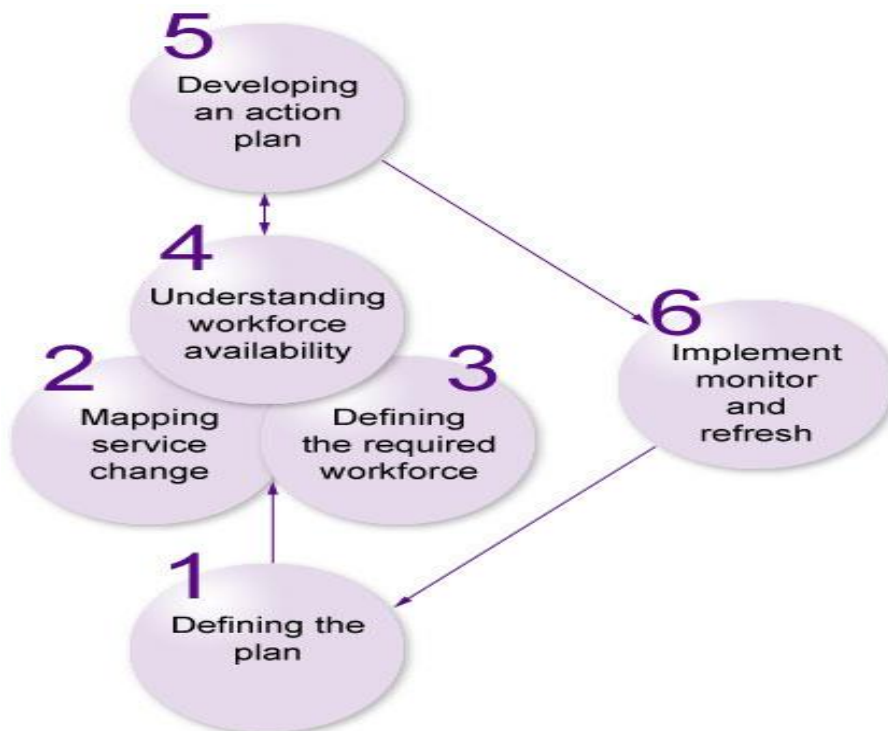 5
Developing
an action
plan
4
Understanding
workforce
availability
2
Mapping
service
change
3
Defining
the required
workforce
6
Implement
monitor
and
refresh
1
Defining the
plan